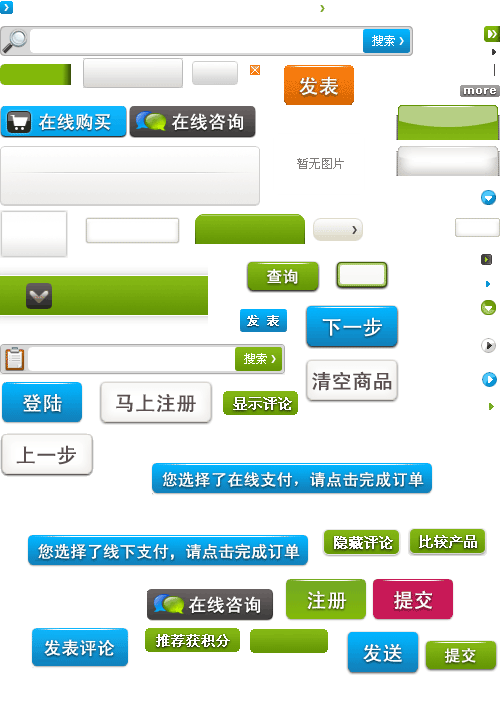 搜索
发表
more
在线购买
在线咨询
暂无图片
查询
发 表
下一步
搜索
清空商品
登陆
马上注册
显示评论
上一步
您选择了在线支付，请点击完成订单
您选择了线下支付，请点击完成订单
隐藏评论
比较产品
在线咨询
注册
提交
发表评论
推荐获积分
发送
提交